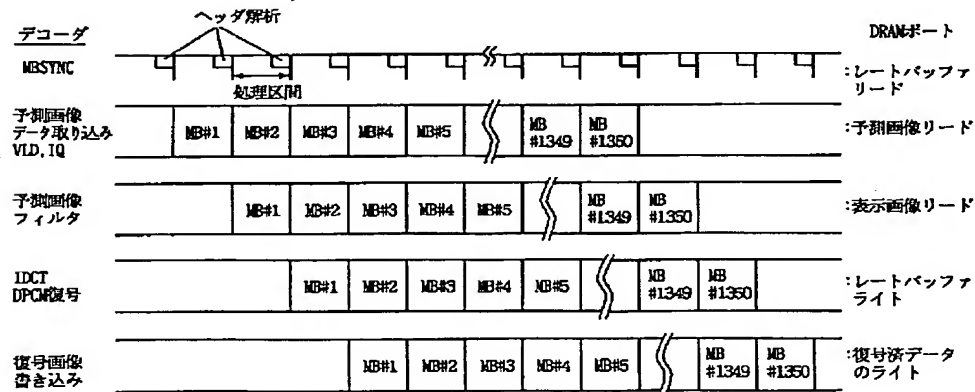 ヘッダ解析
デコーダ
DRAMポート
MBSYNC
:レートバッファ
リード
処理区間
予測画像
データ取り込み
VLD, IQ
MB#1 MB#2 MB#3 MB#4 MB#5 MB #1349 MB #1350
:予測画像リード
予測画像
フィルタ
MB#1 MB#2 MB#3 MB#4 MB#5 MB #1349 MB #1350
:表示画像リード
IDCT
DPCM復号
MB#1 MB#2 MB#3 MB#4 MB#5 MB #1349 MB #1350
:レートバッファ
ライト
復号画像
書き込み
MB#1 MB#2 MB#3 MB#4 MB#5 MB #1349 MB #1350
:復号済データ
のライト